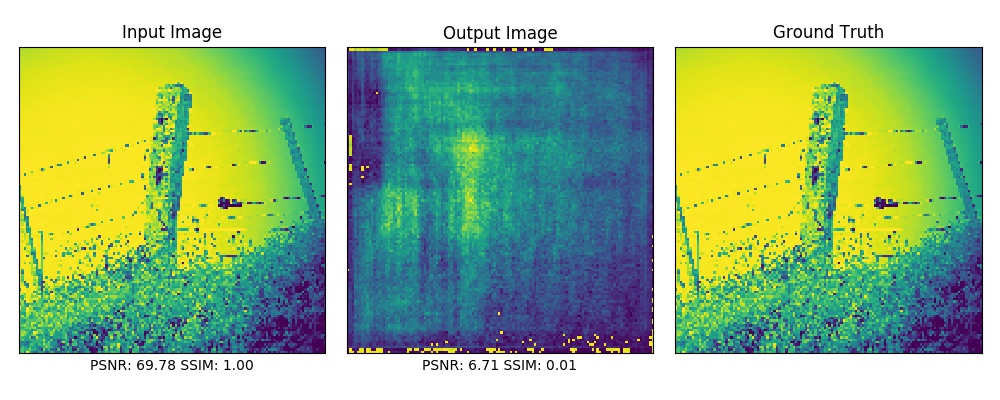 Input Image
Output Image
Ground Truth
PSNR: 69.78 SSIM: 1.00
PSNR: 6.71 SSIM: 0.01